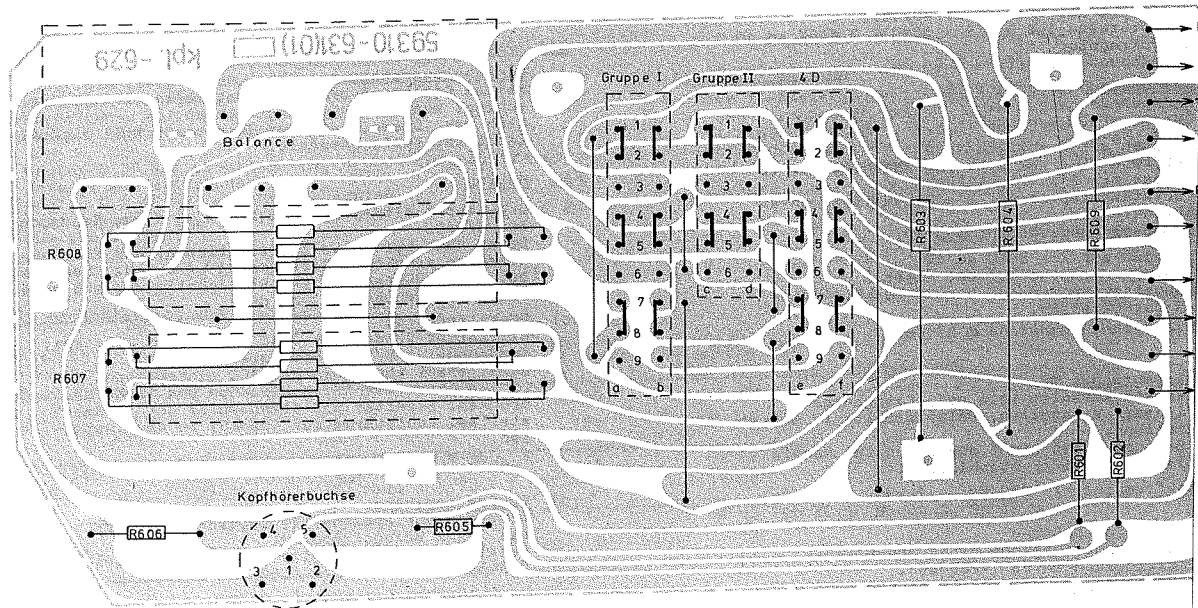 59310-631(01)
kpl -629
Gruppe I
Gruppe II
4 D
Balance
1 1 1
2 2 2
3 3 3
4 4 4
5 5 5
6 6 6
c d
7 7
8 8
9 9
a b e f
R608
R607
R603
R604
R609
R601
R602
Kopfhörerbuchse
R606
R605
4 5
1
3 2